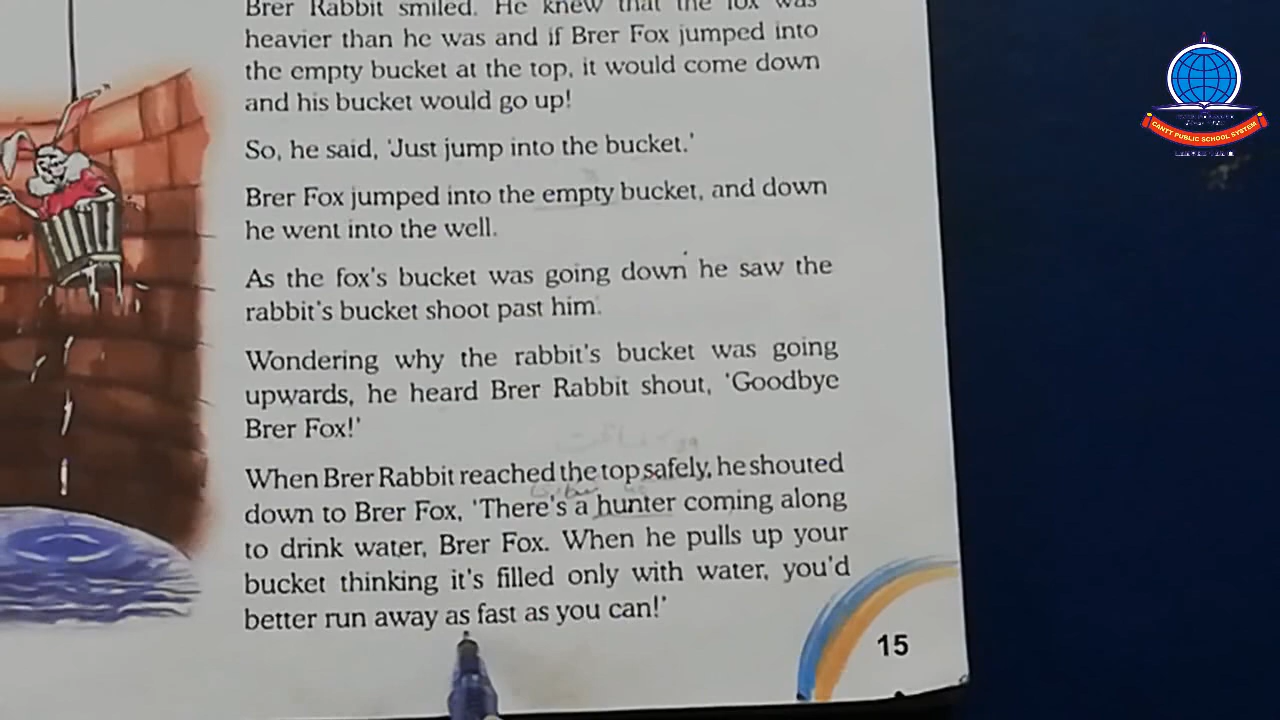 Brer Rabbit smiled. He knew that the fox was
heavier than he was and if Brer Fox jumped into
the empty bucket at the top, it would come down
and his bucket would go up!
So, he said, 'Just jump into the bucket.'
Brer Fox jumped into the empty bucket, and down
he went into the well.
As the fox's bucket was going down he saw the
rabbit's bucket shoot past him.
Wondering why the rabbit's bucket was going
upwards, he heard Brer Rabbit shout, 'Goodbye
Brer Fox!'
When Brer Rabbit reached the top safely, he shouted
down to Brer Fox, 'There's a hunter coming along
to drink water, Brer Fox. When he pulls up your
bucket thinking it's filled only with water, you'd
better run away as fast as you can!'
15
CANTT PUBLIC SCHOOL SYSTEM